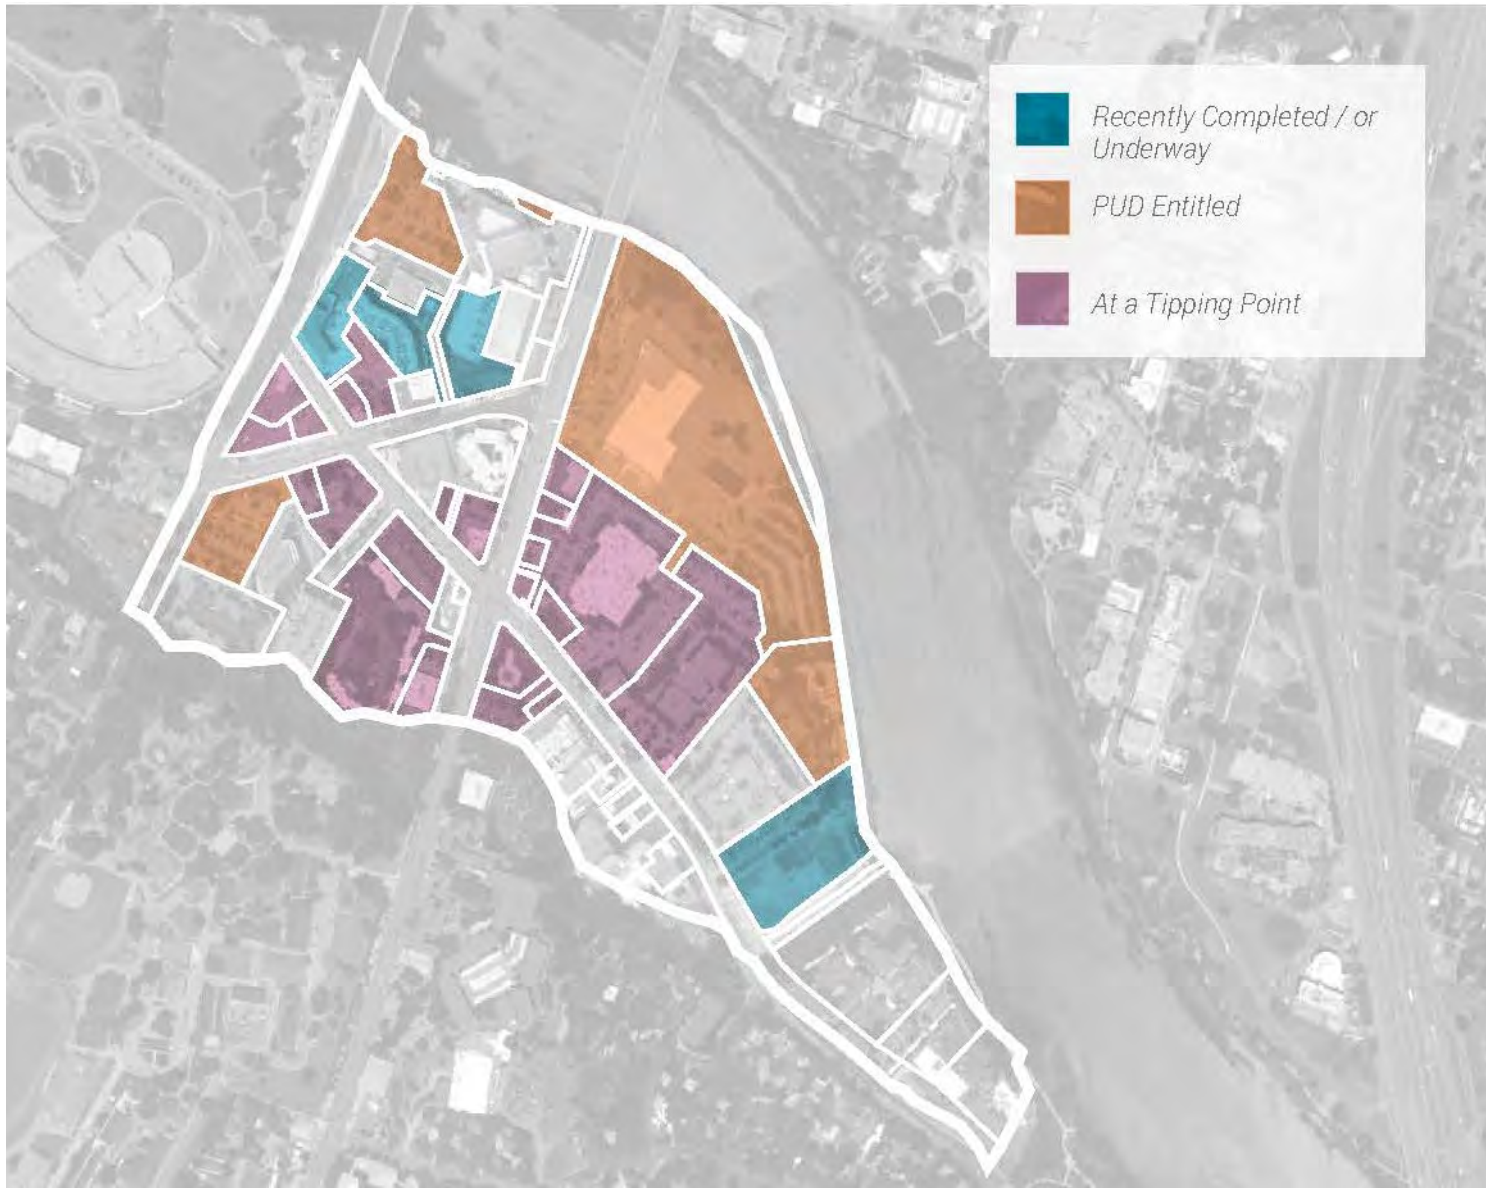 Recently Completed / or
Underway
PUD Entitled
At a Tipping Point